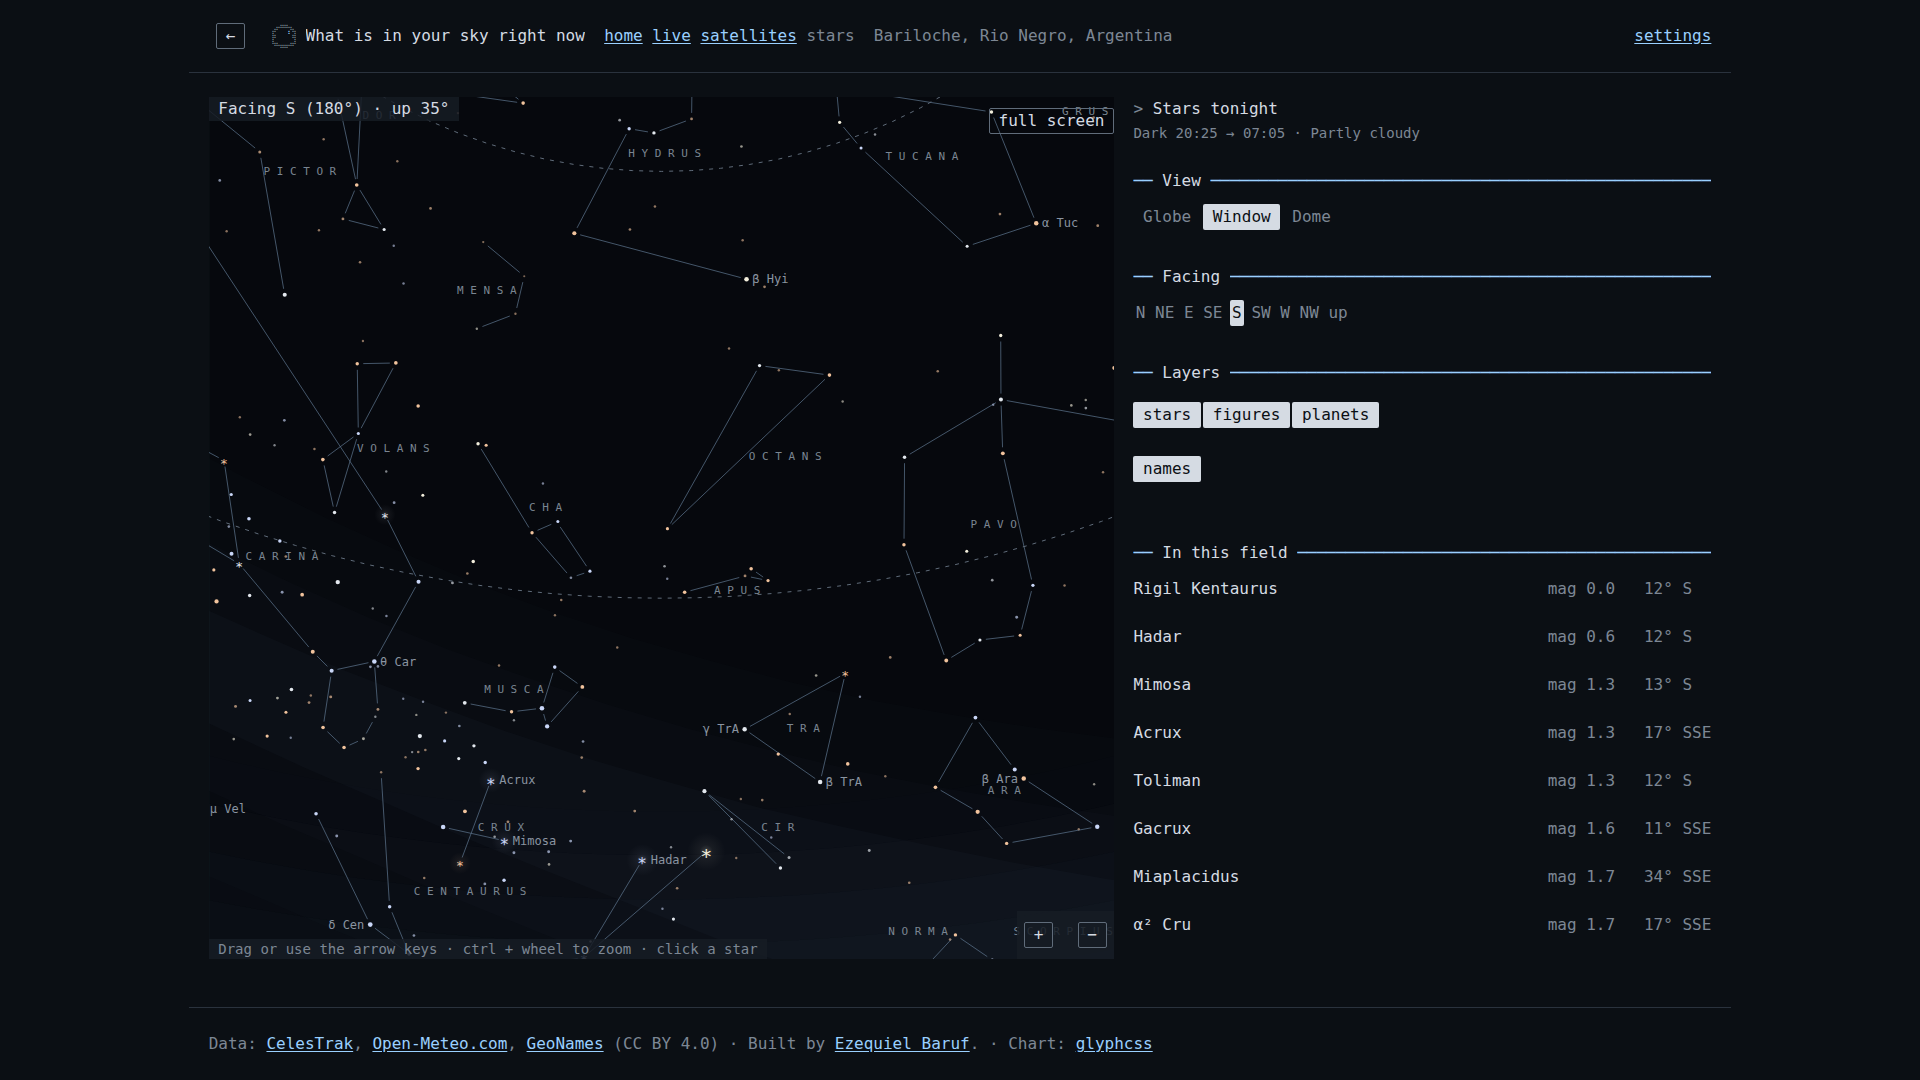 ← What is in your sky right now home live satellites stars Bariloche, Rio Negro, Argentina settings
Facing S (180°) · up 35°
full screen
GRUS
HYDRUS
TUCANA
PICTOR
α Tuc
β Hyi
MENSA
VOLANS
OCTANS
CHA
PAVO
CARINA
APUS
θ Car
MUSCA
γ TrA
TRA
Acrux
β TrA
β Ara
ARA
μ Vel
CRUX
CIR
Mimosa
Hadar
CENTAURUS
δ Cen
NORMA
Drag or use the arrow keys · ctrl + wheel to zoom · click a star
+ −
> Stars tonight
Dark 20:25 → 07:05 · Partly cloudy
View
Globe Window Dome
Facing
N NE E SE S SW W NW up
Layers
stars figures planets
names
In this field
Rigil Kentaurus mag 0.0 12° S
Hadar mag 0.6 12° S
Mimosa mag 1.3 13° S
Acrux mag 1.3 17° SSE
Toliman mag 1.3 12° S
Gacrux mag 1.6 11° SSE
Miaplacidus mag 1.7 34° SSE
α² Cru mag 1.7 17° SSE
Data: CelesTrak, Open-Meteo.com, GeoNames (CC BY 4.0) · Built by Ezequiel Baruf. · Chart: glyphcss